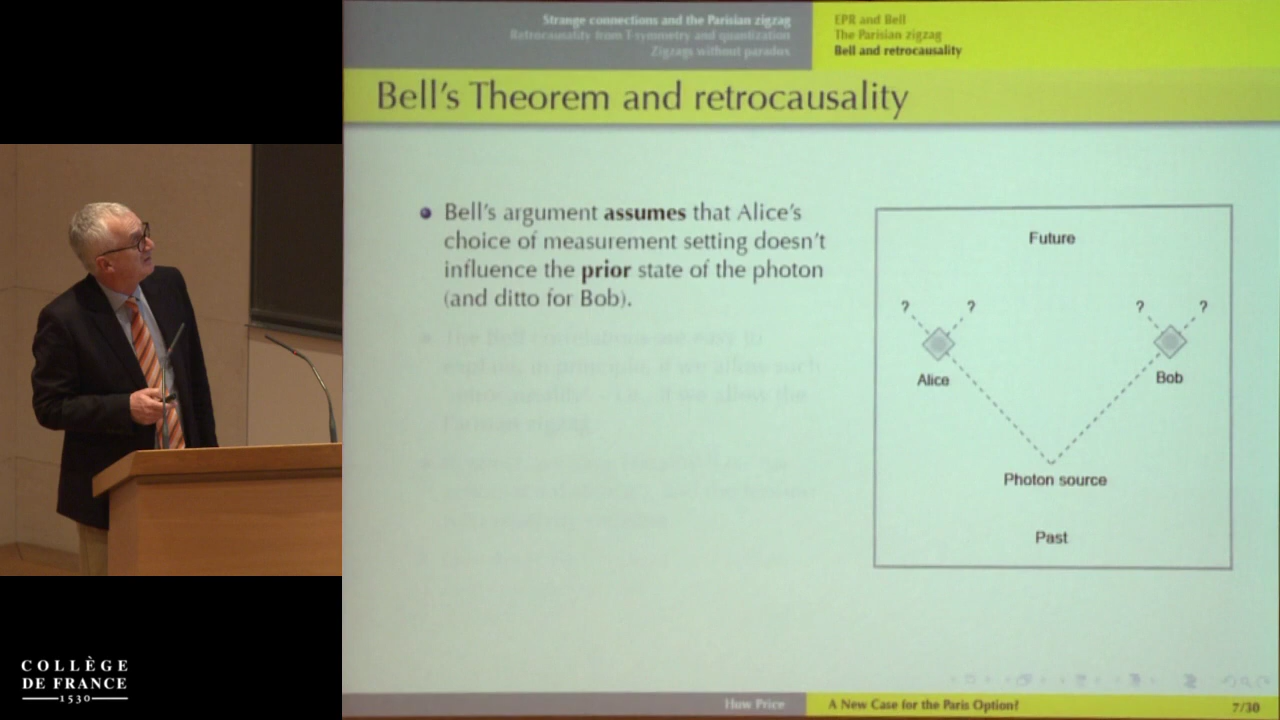 Strange connections and the Parisian zigzag
Retrocausality from T-symmetry and quantization
Zigzags without paradox
EPR and Bell
The Parisian zigzag
Bell and retrocausality
Bell's Theorem and retrocausality
Bell's argument assumes that Alice's
choice of measurement setting doesn't
influence the prior state of the photon
(and ditto for Bob).
Future
? ? ? ?
Alice
Bob
Photon source
Past
Huw Price
A New Case for the Paris Option?
7/30
COLLÈGE
DE FRANCE
1530